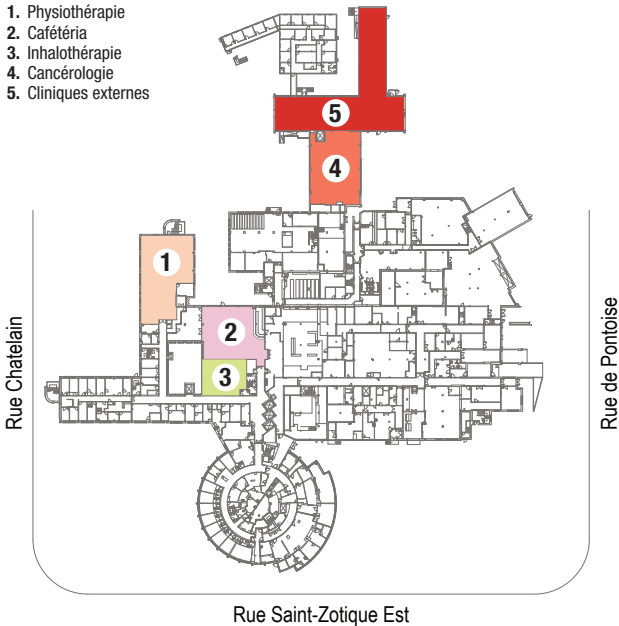 1. Physiothérapie
2. Cafétéria
3. Inhalothérapie
4. Cancérologie
5. Cliniques externes
5
4
1
2
3
Rue Chatelain
Rue de Pontoise
Rue Saint-Zotique Est